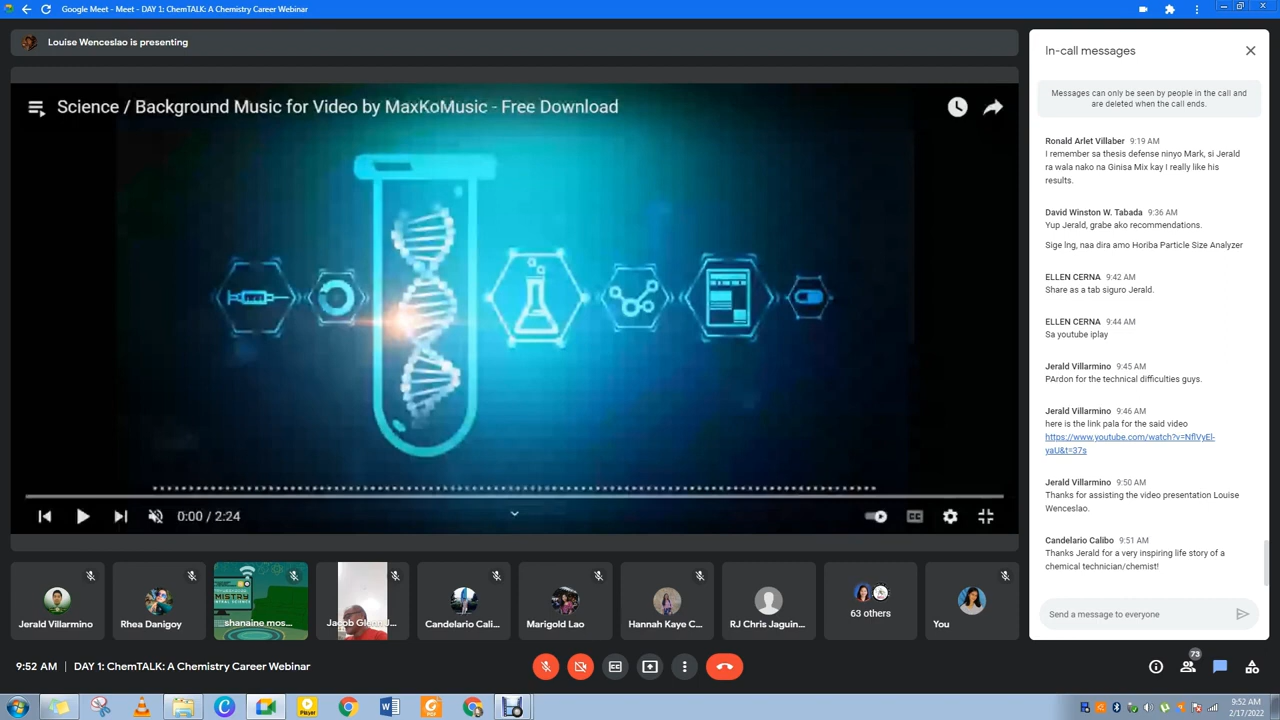 Google Meet - Meet - DAY 1: ChemTALK: A Chemistry Career Webinar
Louise Wenceslao is presenting
Science / Background Music for Video by MaxKoMusic - Free Download
0:00 / 2:24
CC
Jerald Villarmino
Rhea Danigoy
shanaine mos...
Jacob Glenn J...
Candelario Cali...
Marigold Lao
Hannah Kaye C...
RJ Chris Jaguin...
63 others
You
In-call messages
Messages can only be seen by people in the call and
are deleted when the call ends.
Ronald Arlet Villaber 9:19 AM
I remember sa thesis defense ninyo Mark, si Jerald
ra wala nako na Ginisa Mix kay I really like his
results.
David Winston W. Tabada 9:36 AM
Yup Jerald, grabe ako recommendations.
Sige lng, naa dira amo Horiba Particle Size Analyzer
ELLEN CERNA 9:42 AM
Share as a tab siguro Jerald.
ELLEN CERNA 9:44 AM
Sa youtube iplay
Jerald Villarmino 9:45 AM
PArdon for the technical difficulties guys.
Jerald Villarmino 9:46 AM
here is the link pala for the said video
https://www.youtube.com/watch?v=NflVyEl-
yaU&t=37s
Jerald Villarmino 9:50 AM
Thanks for assisting the video presentation Louise
Wenceslao.
Candelario Calibo 9:51 AM
Thanks Jerald for a very inspiring life story of a
chemical technician/chemist!
Send a message to everyone
9:52 AM | DAY 1: ChemTALK: A Chemistry Career Webinar
73
9:52 AM
2/17/2022